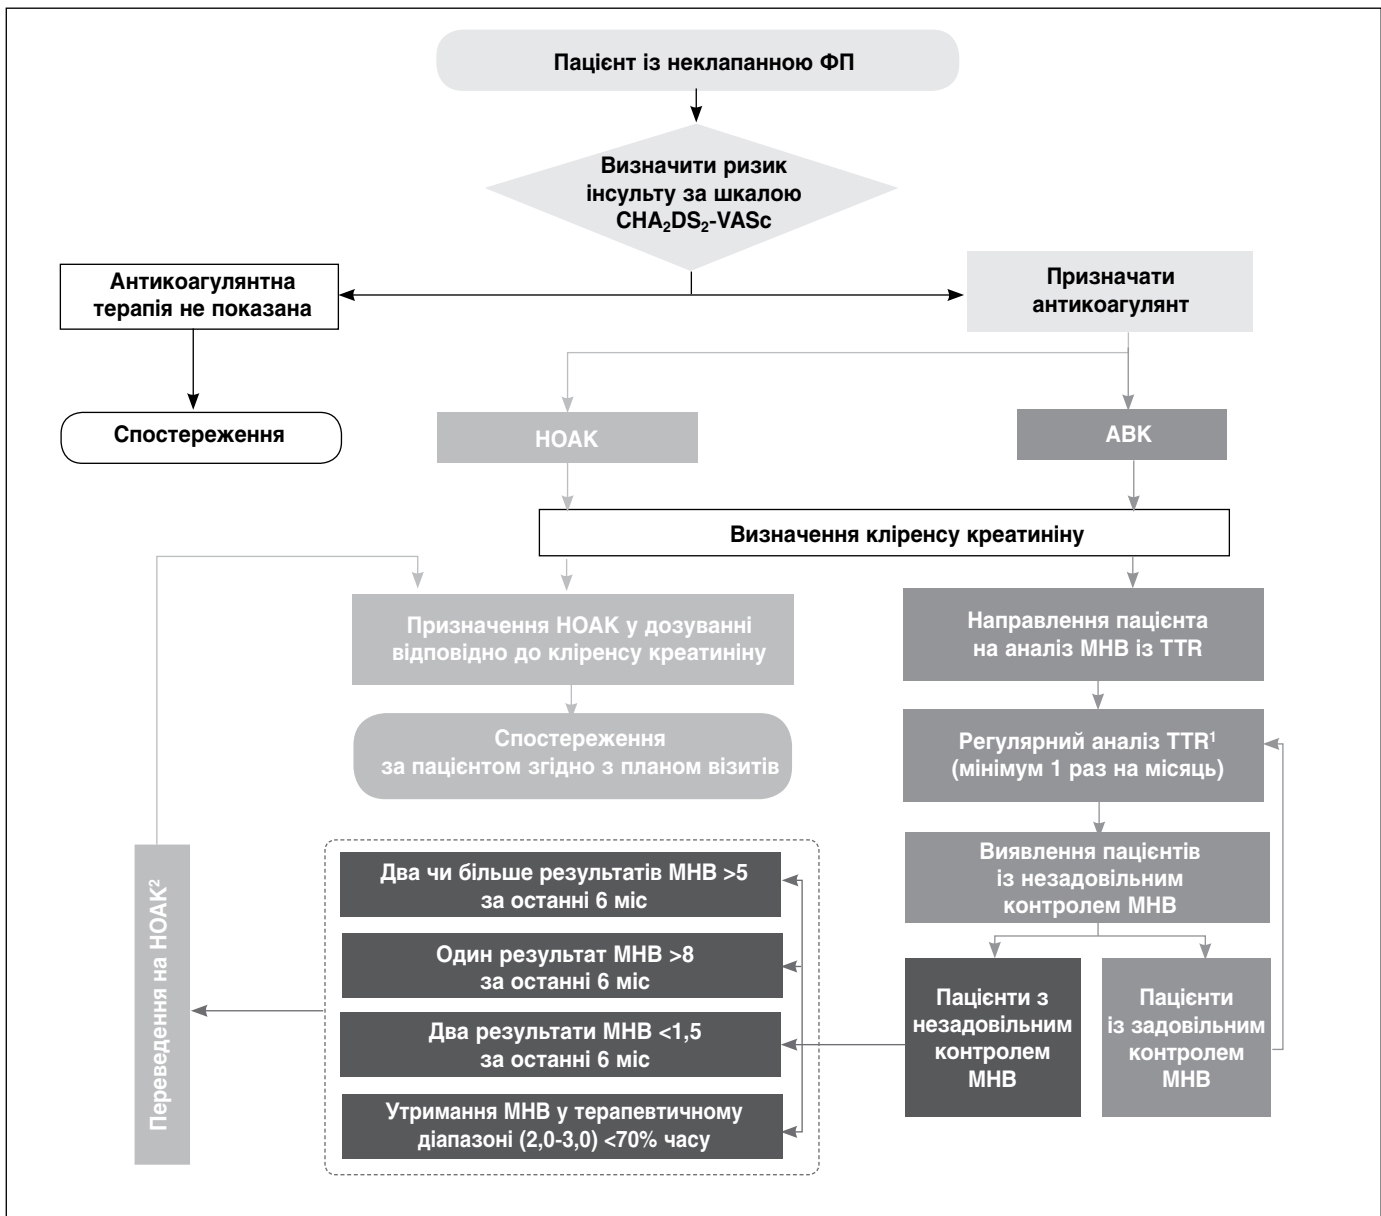 Пацієнт із неклапанною ФП
Визначити ризик
інсульту за шкалою
CHA₂DS₂-VASc
Антикоагулянтна
терапія не показана
Призначати
антикоагулянт
Спостереження
НОАК
АВК
Визначення кліренсу креатиніну
Призначення НОАК у дозуванні
відповідно до кліренсу креатиніну
Направлення пацієнта
на аналіз МНВ із TTR
Спостереження
за пацієнтом згідно з планом візитів
Регулярний аналіз TTR¹
(мінімум 1 раз на місяць)
Виявлення пацієнтів
із незадовільним
контролем МНВ
Пацієнти з
незадовільним
контролем
МНВ
Пацієнти
із задовільним
контролем
МНВ
Два чи більше результатів МНВ >5
за останні 6 міс
Один результат МНВ >8
за останні 6 міс
Два результати МНВ <1,5
за останні 6 міс
Утримання МНВ у терапевтичному
діапазоні (2,0-3,0) <70% часу
Переведення на НОАК²